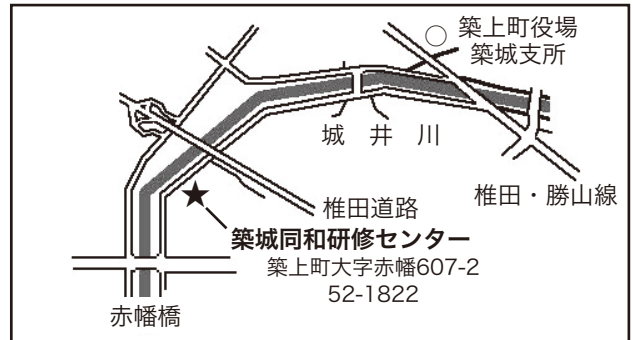 築上町役場
築城支所
城井川
椎田・勝山線
椎田道路
★
築城同和研修センター
築上町大字赤幡607-2
52-1822
赤幡橋